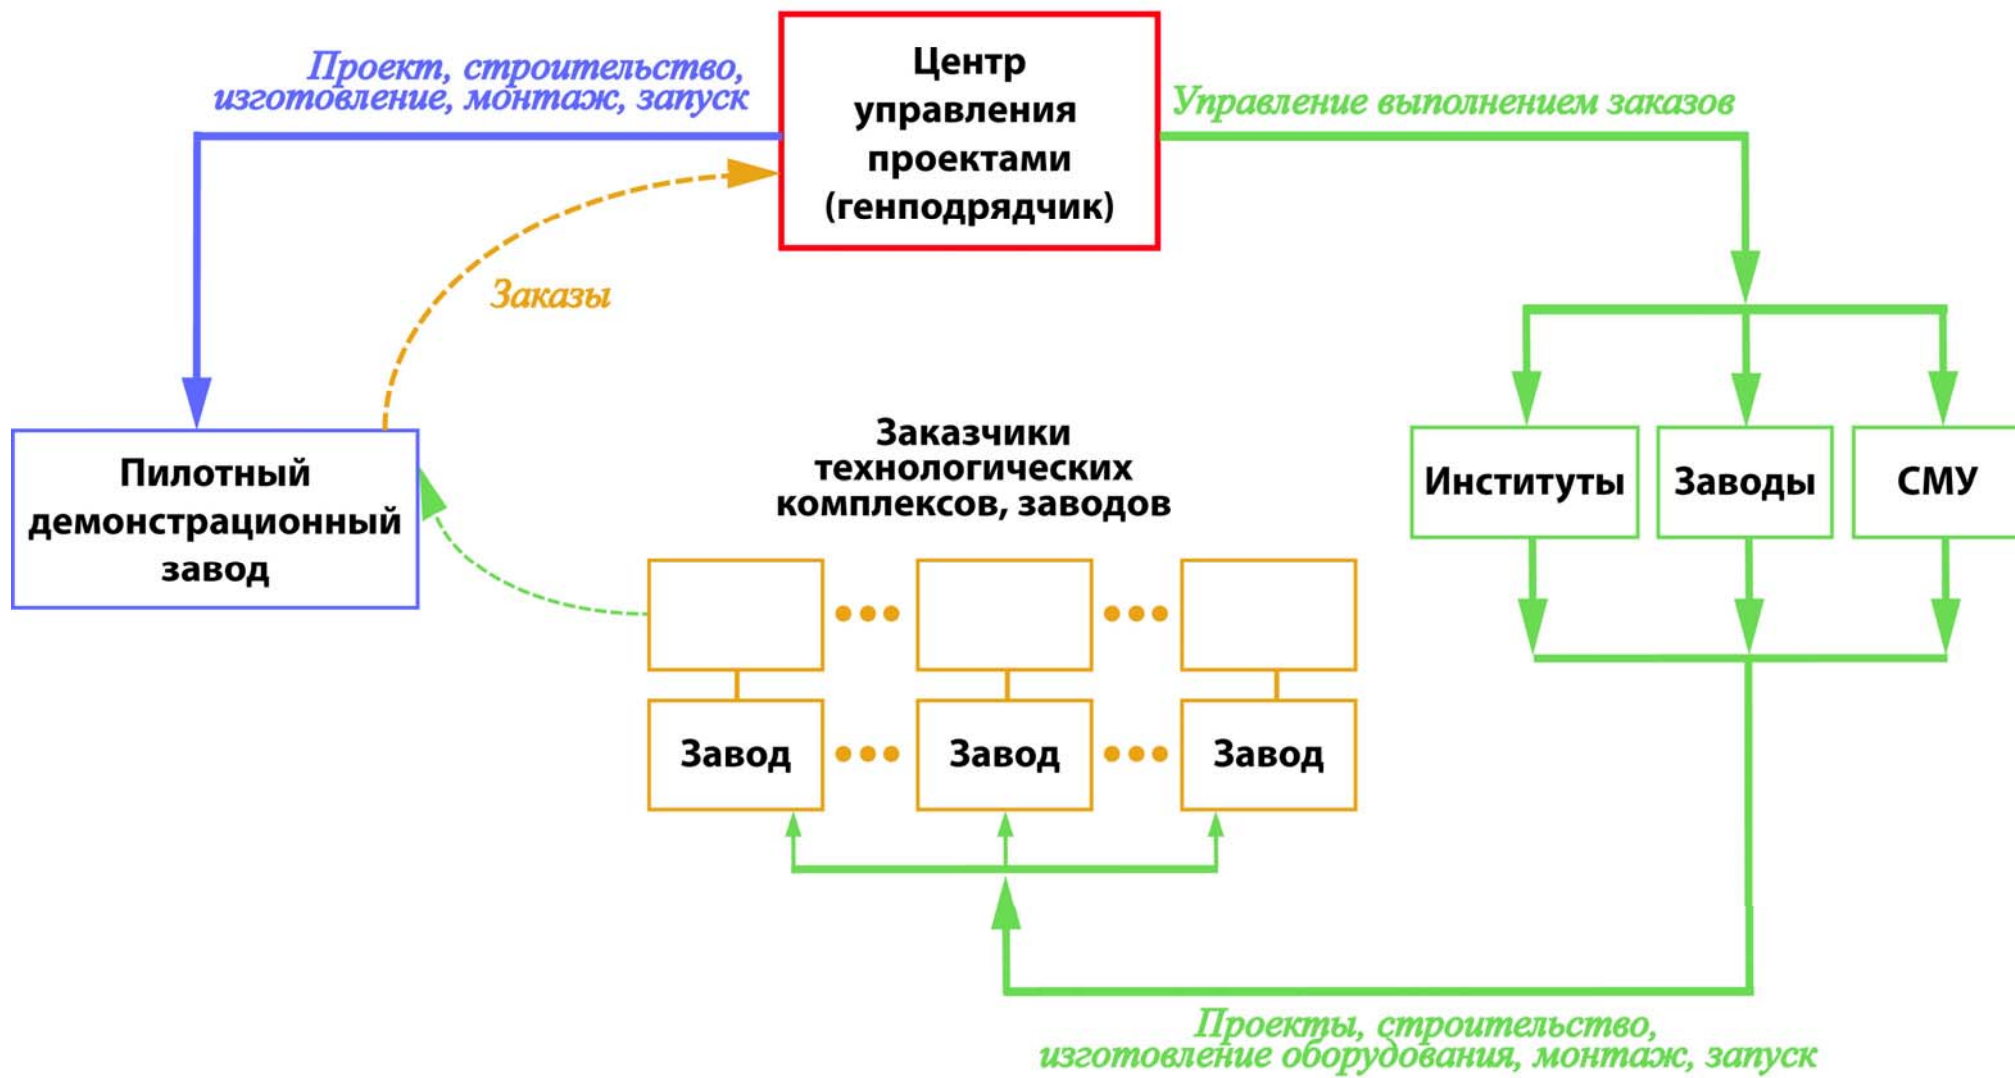 Проект, строительство,
изготовление, монтаж, запуск
Центр
управления
проектами
(генподрядчик)
Управление выполнением заказов
Заказы
Пилотный
демонстрационный
завод
Заказчики
технологических
комплексов, заводов
Институты
Заводы
СМУ
Завод
Завод
Завод
Проекты, строительство,
изготовление оборудования, монтаж, запуск